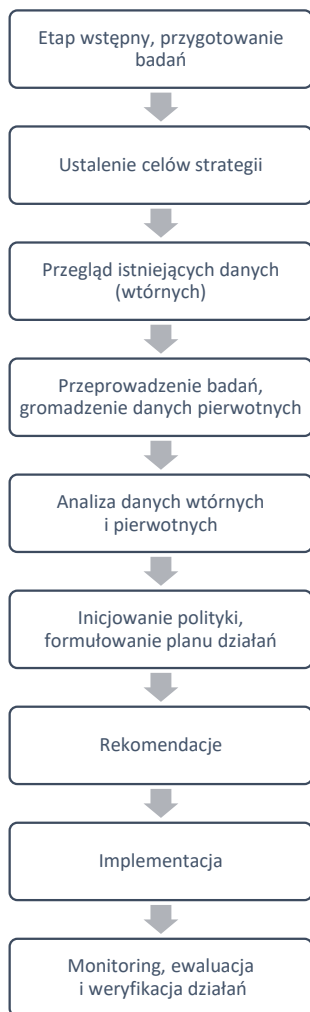 Etap wstępny, przygotowanie
badań
Ustalenie celów strategii
Przegląd istniejących danych
(wtórnych)
Przeprowadzenie badań,
gromadzenie danych pierwotnych
Analiza danych wtórnych
i pierwotnych
Inicjowanie polityki,
formułowanie planu działań
Rekomendacje
Implementacja
Monitoring, ewaluacja
i weryfikacja działań